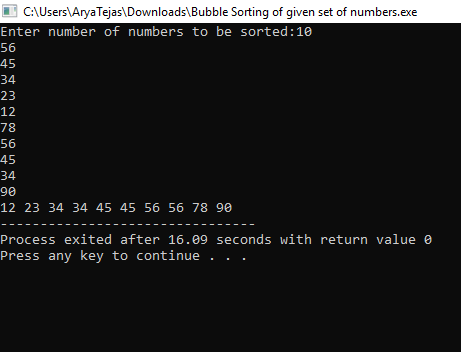 C:\Users\AryaTejas\Downloads\Bubble Sorting of given set of numbers.exe
Enter number of numbers to be sorted:10
56
45
34
23
12
78
56
45
34
90
12 23 34 34 45 45 56 56 78 90
--------------------------------
Process exited after 16.09 seconds with return value 0
Press any key to continue . . .